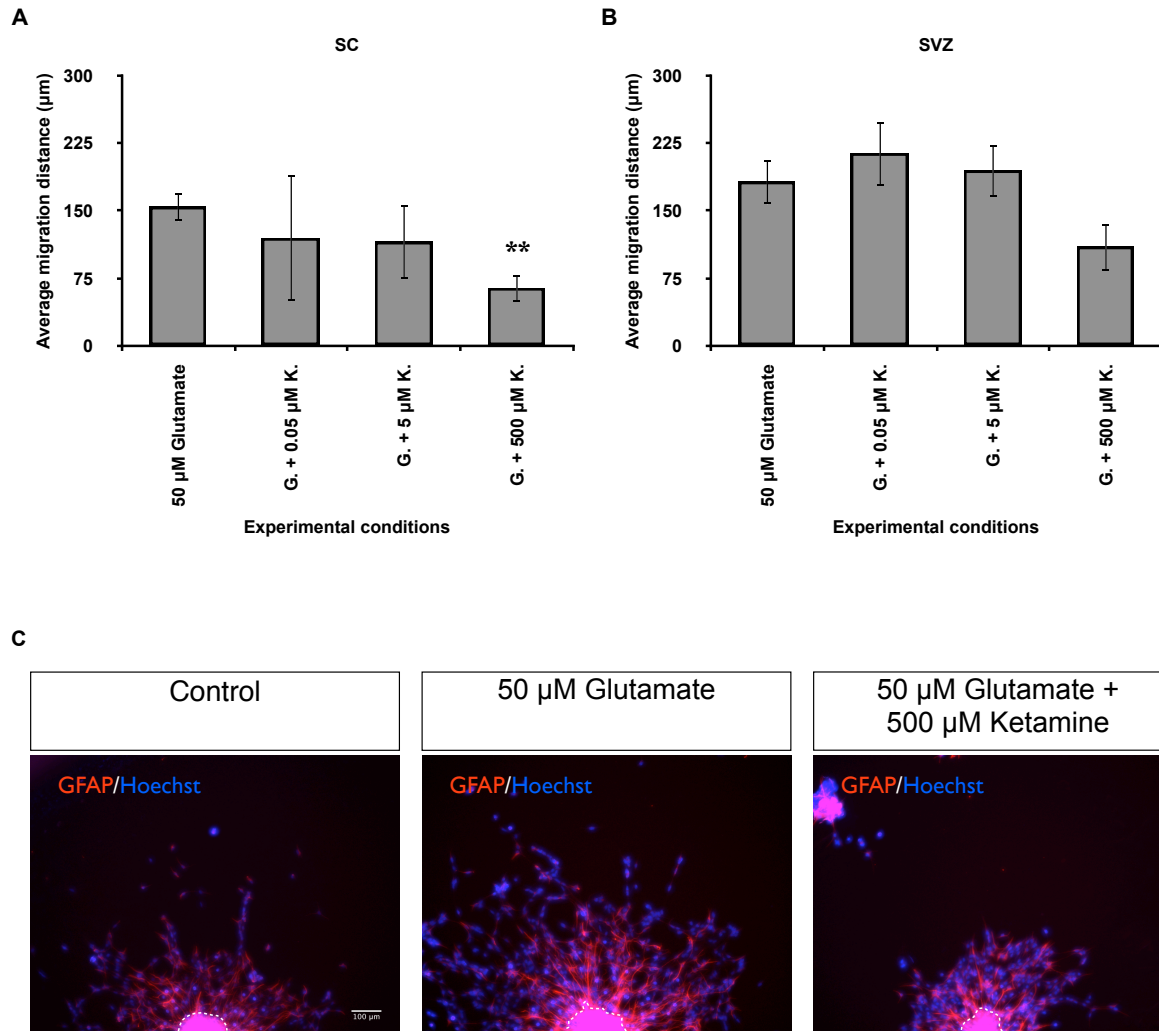 A
SC
Average migration distance (µm)
300
225
150
75
0
**
50 µM Glutamate
G. + 0.05 µM K.
G. + 5 µM K.
G. + 500 µM K.
Experimental conditions
B
SVZ
Average migration distance (µm)
300
225
150
75
0
50 µM Glutamate
G. + 0.05 µM K.
G. + 5 µM K.
G. + 500 µM K.
Experimental conditions
C
Control
50 µM Glutamate
50 µM Glutamate +
500 µM Ketamine
GFAP/Hoechst
100 µm
GFAP/Hoechst
GFAP/Hoechst